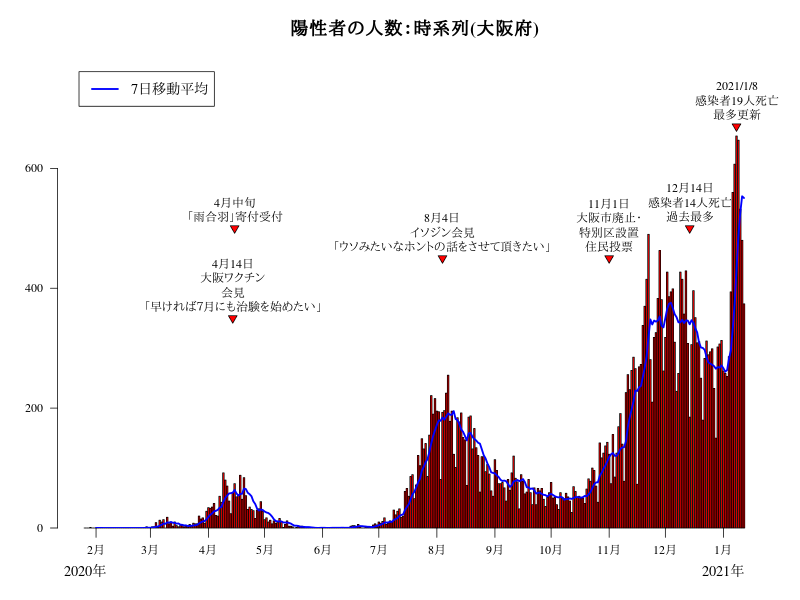 陽性者の人数：時系列(大阪府)
7日移動平均
2021/1/8
感染者19人死亡
最多更新
12月14日
感染者14人死亡
過去最多
11月1日
大阪市廃止・
特別区設置
住民投票
4月中旬
「雨合羽」寄付受付
8月4日
イソジン会見
「ウソみたいなホントの話をさせて頂きたい」
4月14日
大阪ワクチン
会見
「早ければ7月にも治験を始めたい」
600
400
200
0
2月 3月 4月 5月 6月 7月 8月 9月 10月 11月 12月 1月
2020年 2021年